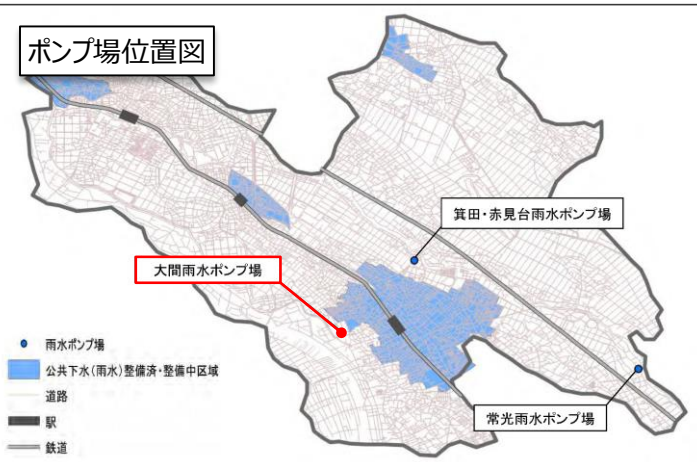 ポンプ場位置図
箕田・赤見台雨水ポンプ場
大間雨水ポンプ場
常光雨水ポンプ場
雨水ポンプ場
公共下水(雨水)整備済・整備中区域
道路
駅
鉄道